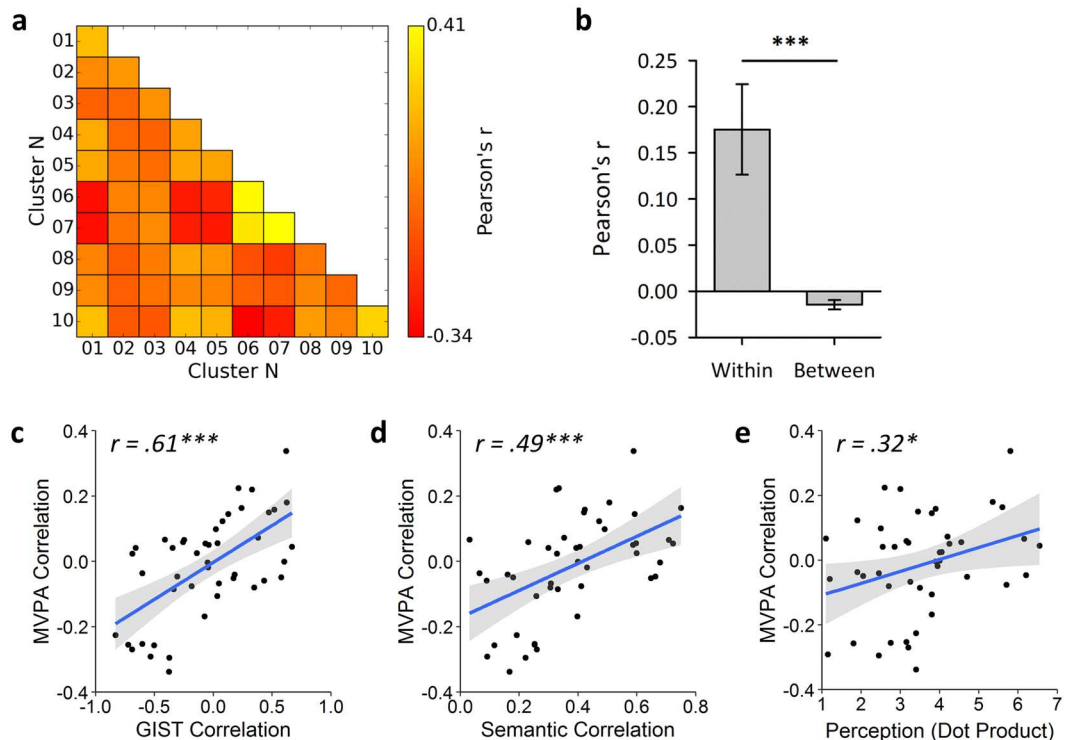 a
Cluster N
01
02
03
04
05
06
07
08
09
10
01 02 03 04 05 06 07 08 09 10
Cluster N
0.41
-0.34
Pearson's r
b
***
Pearson's r
0.25
0.20
0.15
0.10
0.05
0.00
-0.05
Within Between
c
r = .61***
MVPA Correlation
0.4
0.2
0.0
-0.2
-0.4
-1.0 -0.5 0.0 0.5 1.0
GIST Correlation
d
r = .49***
MVPA Correlation
0.4
0.2
0.0
-0.2
-0.4
0.0 0.2 0.4 0.6 0.8
Semantic Correlation
e
r = .32*
MVPA Correlation
0.4
0.2
0.0
-0.2
-0.4
1 2 3 4 5 6 7
Perception (Dot Product)